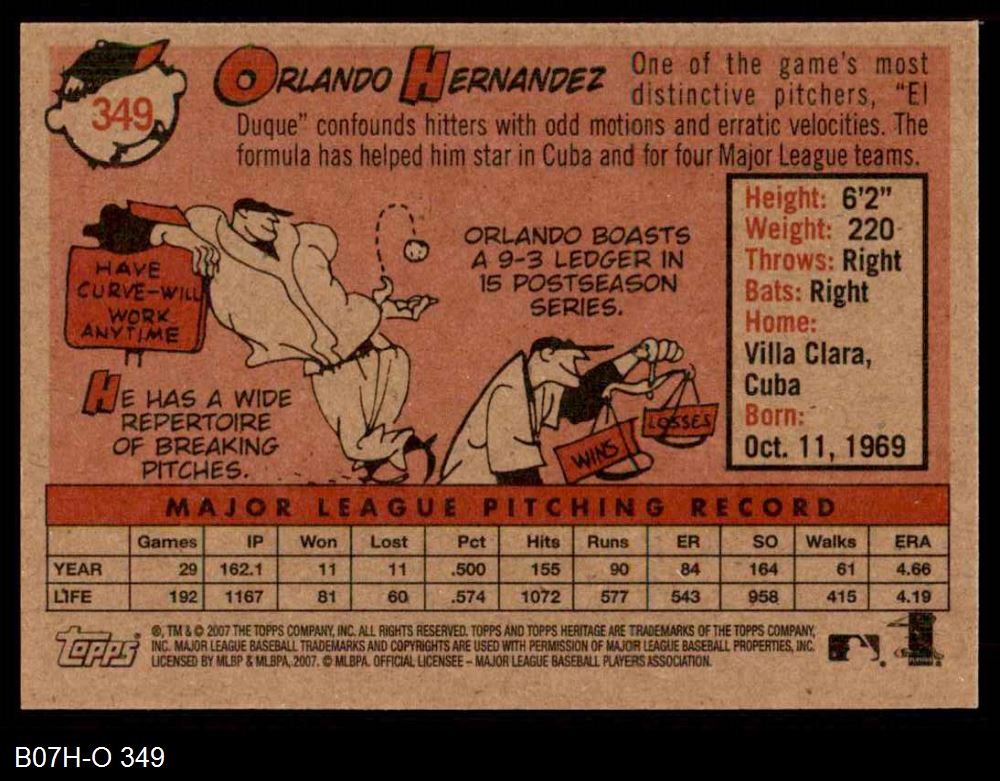 349
ORLANDO HERNANDEZ
One of the game's most
distinctive pitchers, "El
Duque" confounds hitters with odd motions and erratic velocities. The
formula has helped him star in Cuba and for four Major League teams.
HAVE
CURVE-WILL
WORK
ANYTIME
HE HAS A WIDE
REPERTOIRE
OF BREAKING
PITCHES.
ORLANDO BOASTS
A 9-3 LEDGER IN
15 POSTSEASON
SERIES.
WINS
LOSSES
Height: 6'2"
Weight: 220
Throws: Right
Bats: Right
Home:
Villa Clara,
Cuba
Born:
Oct. 11, 1969
MAJOR LEAGUE PITCHING RECORD
Games IP Won Lost Pct Hits Runs ER SO Walks ERA
YEAR 29 162.1 11 11 .500 155 90 84 164 61 4.66
LIFE 192 1167 81 60 .574 1072 577 543 958 415 4.19
topps
®, TM & © 2007 THE TOPPS COMPANY, INC. ALL RIGHTS RESERVED. TOPPS AND TOPPS HERITAGE ARE TRADEMARKS OF THE TOPPS COMPANY,
INC. MAJOR LEAGUE BASEBALL TRADEMARKS AND COPYRIGHTS ARE USED WITH PERMISSION OF MAJOR LEAGUE BASEBALL PROPERTIES, INC.
LICENSED BY MLBP & MLBPA, 2007. © MLBPA. OFFICIAL LICENSEE – MAJOR LEAGUE BASEBALL PLAYERS ASSOCIATION.
B07H-O 349